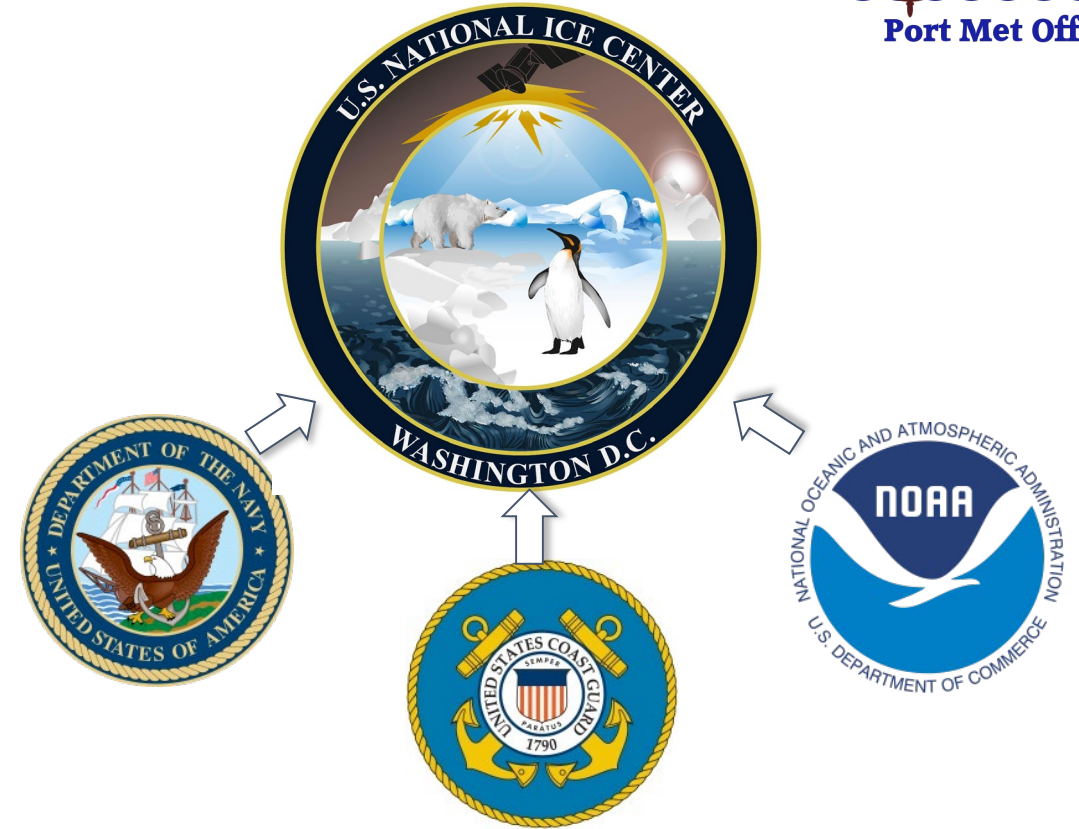 Port Met Off
U.S. NATIONAL ICE CENTER
WASHINGTON D.C.
DEPARTMENT OF THE NAVY
UNITED STATES OF AMERICA
NATIONAL OCEANIC AND ATMOSPHERIC ADMINISTRATION
NOAA
U.S. DEPARTMENT OF COMMERCE
UNITED STATES COAST GUARD
SEMPER
PARATUS
1790